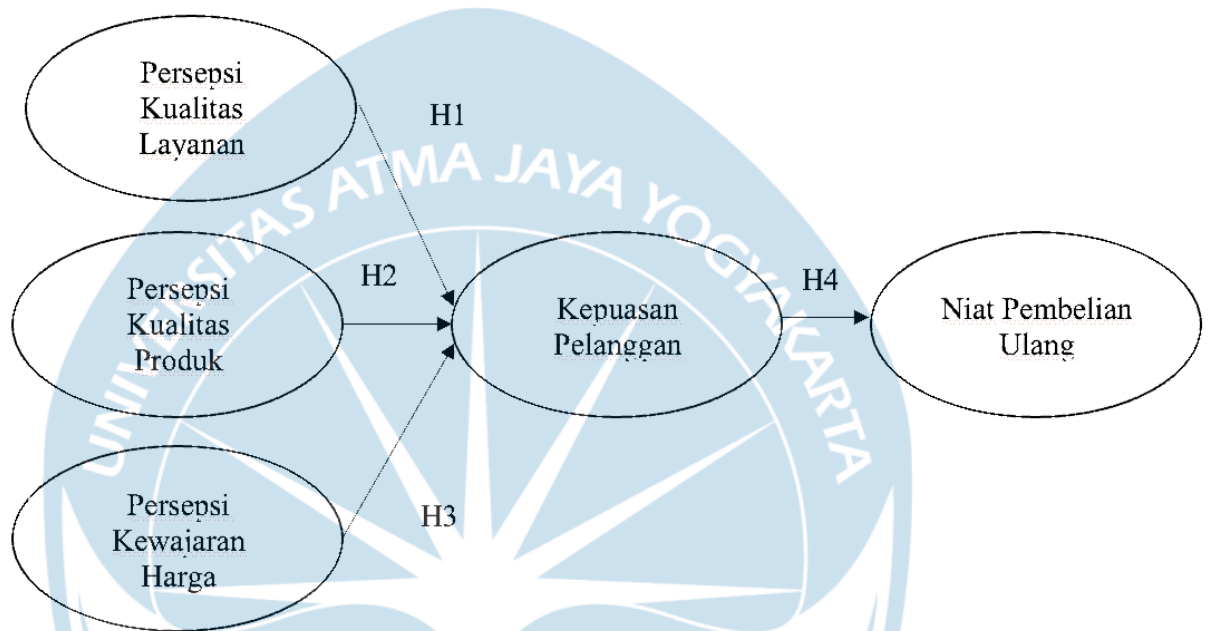 Persepsi
Kualitas
Layanan
H1
UNIVERSITAS ATMA JAYA YOGYAKARTA
Persepsi
Kualitas
Produk
H2
Kepuasan
Pelanggan
H4
Niat Pembelian
Ulang
Persepsi
Kewajaran
Harga
H3